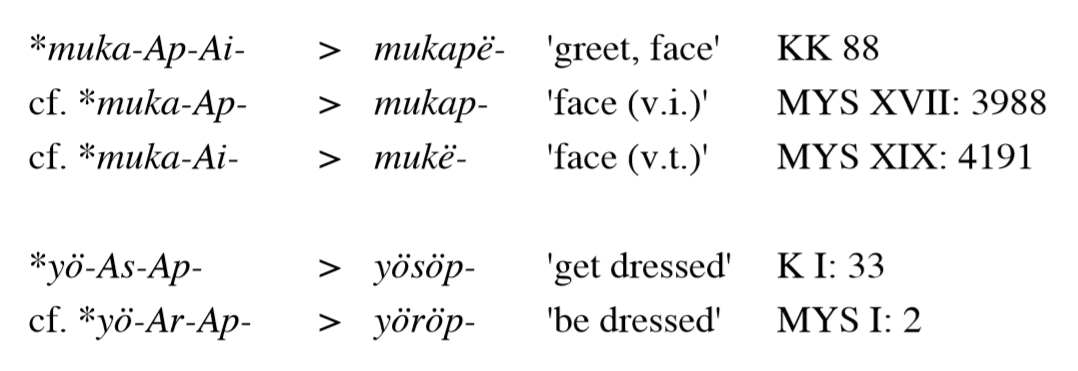 *muka-Ap-Ai- > mukapë- 'greet, face' KK 88
cf. *muka-Ap- > mukap- 'face (v.i.)' MYS XVII: 3988
cf. *muka-Ai- > mukë- 'face (v.t.)' MYS XIX: 4191
*yö-As-Ap- > yösöp- 'get dressed' K I: 33
cf. *yö-Ar-Ap- > yöröp- 'be dressed' MYS I: 2